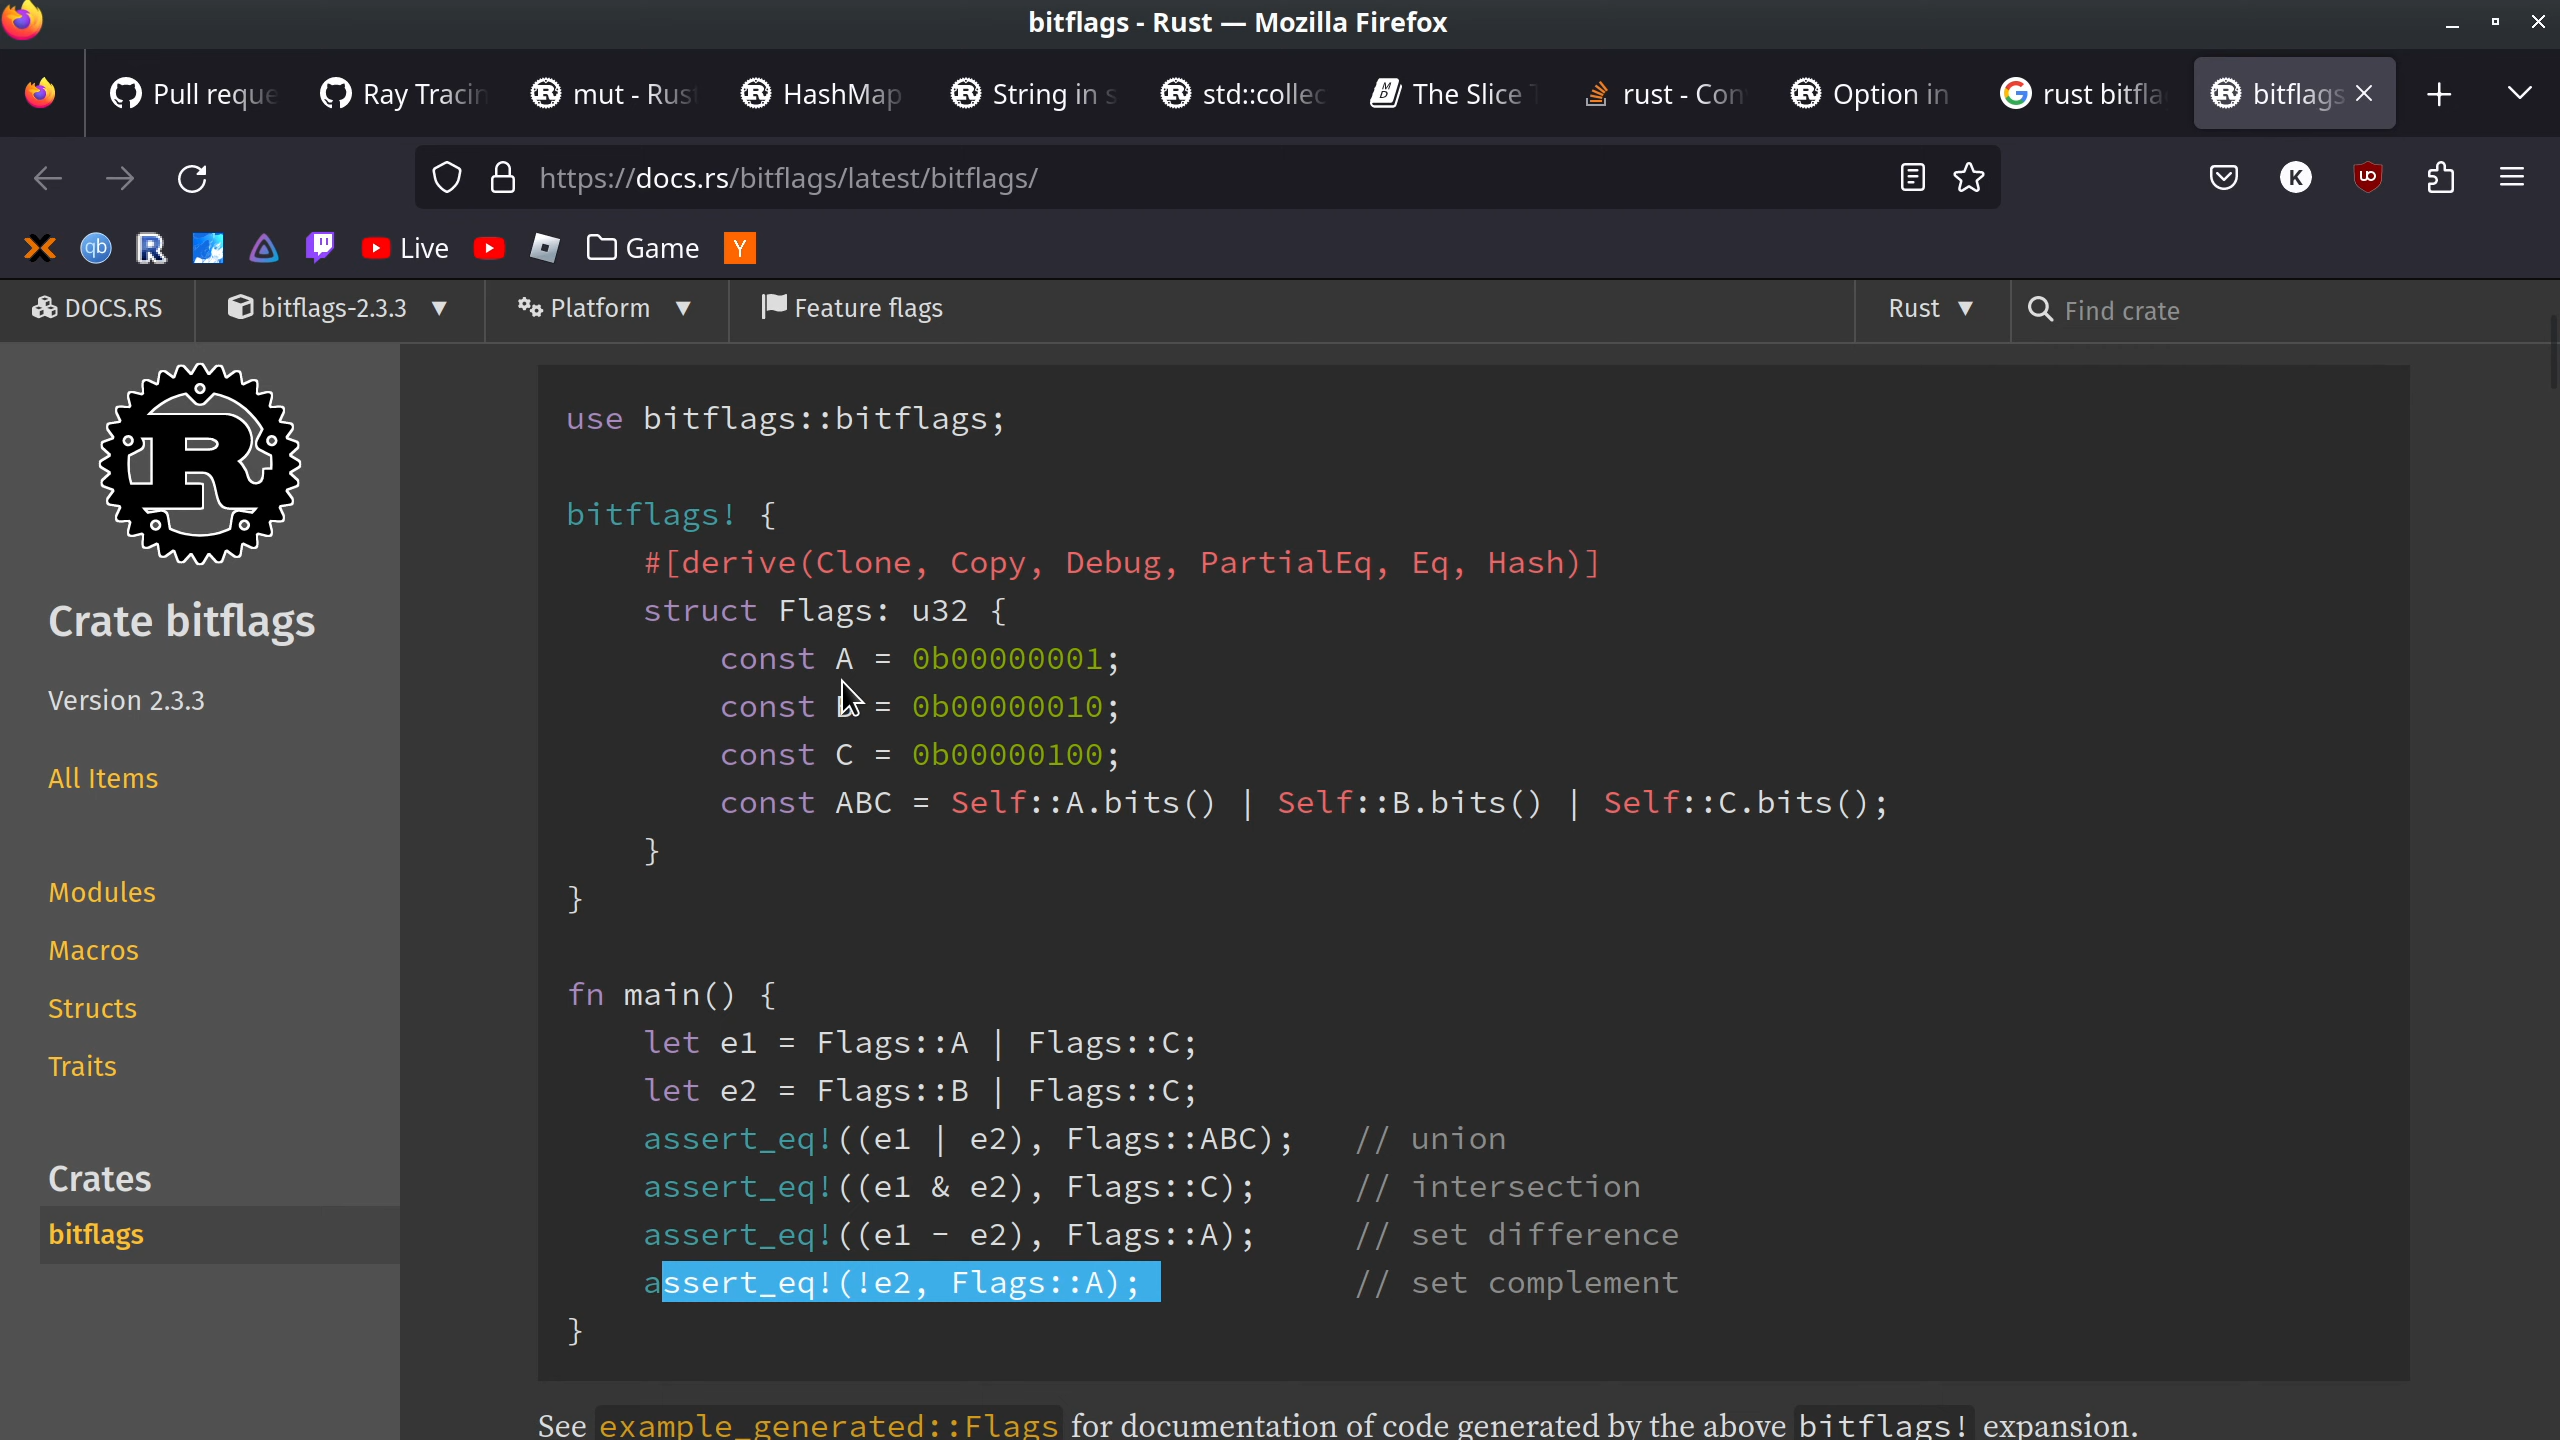 bitflags - Rust — Mozilla Firefox
Pull reque Ray Tracin mut - Rus HashMap String in s std::collec The Slice T rust - Con Option in rust bitfla bitflags
https://docs.rs/bitflags/latest/bitflags/
Live Game
DOCS.RS bitflags-2.3.3 ▼ Platform ▼ Feature flags Rust ▼ Find crate
Crate bitflags
Version 2.3.3
All Items
Modules
Macros
Structs
Traits
Crates
bitflags
use bitflags::bitflags;
bitflags! {
    #[derive(Clone, Copy, Debug, PartialEq, Eq, Hash)]
    struct Flags: u32 {
        const A = 0b00000001;
        const B = 0b00000010;
        const C = 0b00000100;
        const ABC = Self::A.bits() | Self::B.bits() | Self::C.bits();
    }
}
fn main() {
    let e1 = Flags::A | Flags::C;
    let e2 = Flags::B | Flags::C;
    assert_eq!((e1 | e2), Flags::ABC);   // union
    assert_eq!((e1 & e2), Flags::C);     // intersection
    assert_eq!((e1 - e2), Flags::A);     // set difference
    assert_eq!(!e2, Flags::A);           // set complement
}
See example_generated::Flags for documentation of code generated by the above bitflags! expansion.